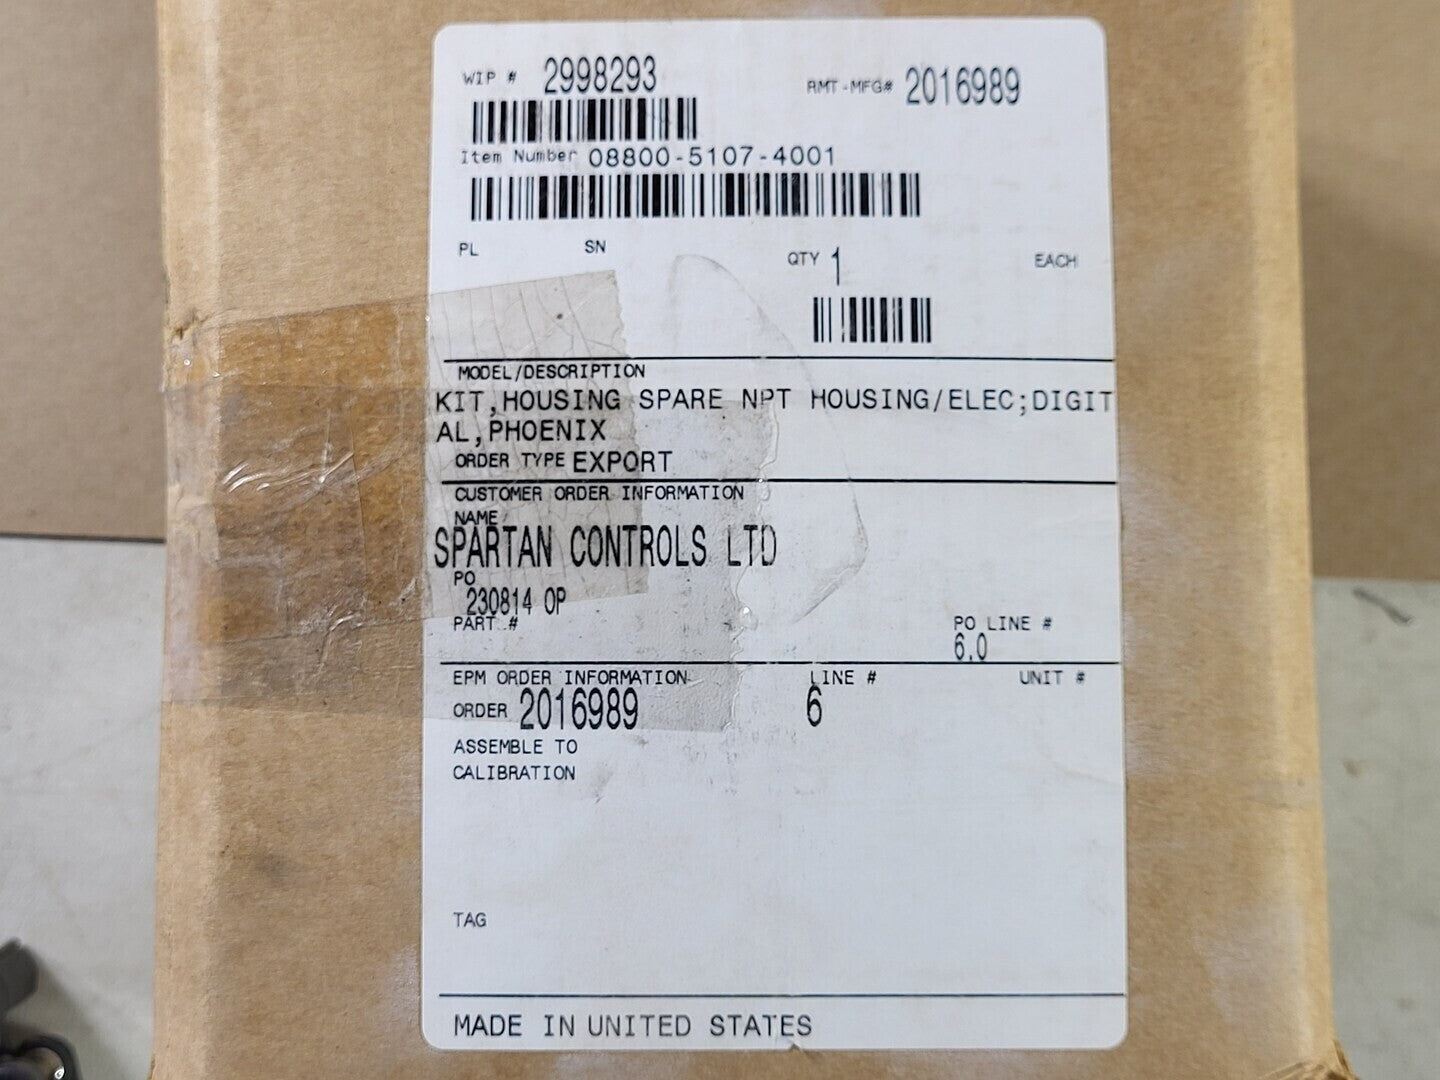 WIP # 2998293 RMT-MFG# 2016989
Item Number 08800-5107-4001
PL SN QTY 1 EACH
MODEL/DESCRIPTION
KIT,HOUSING SPARE NPT HOUSING/ELEC;DIGIT
AL,PHOENIX
ORDER TYPE EXPORT
CUSTOMER ORDER INFORMATION
NAME
SPARTAN CONTROLS LTD
PO
230814 OP
PART # PO LINE #
6.0
EPM ORDER INFORMATION LINE # UNIT #
ORDER 2016989 6
ASSEMBLE TO
CALIBRATION
TAG
MADE IN UNITED STATES